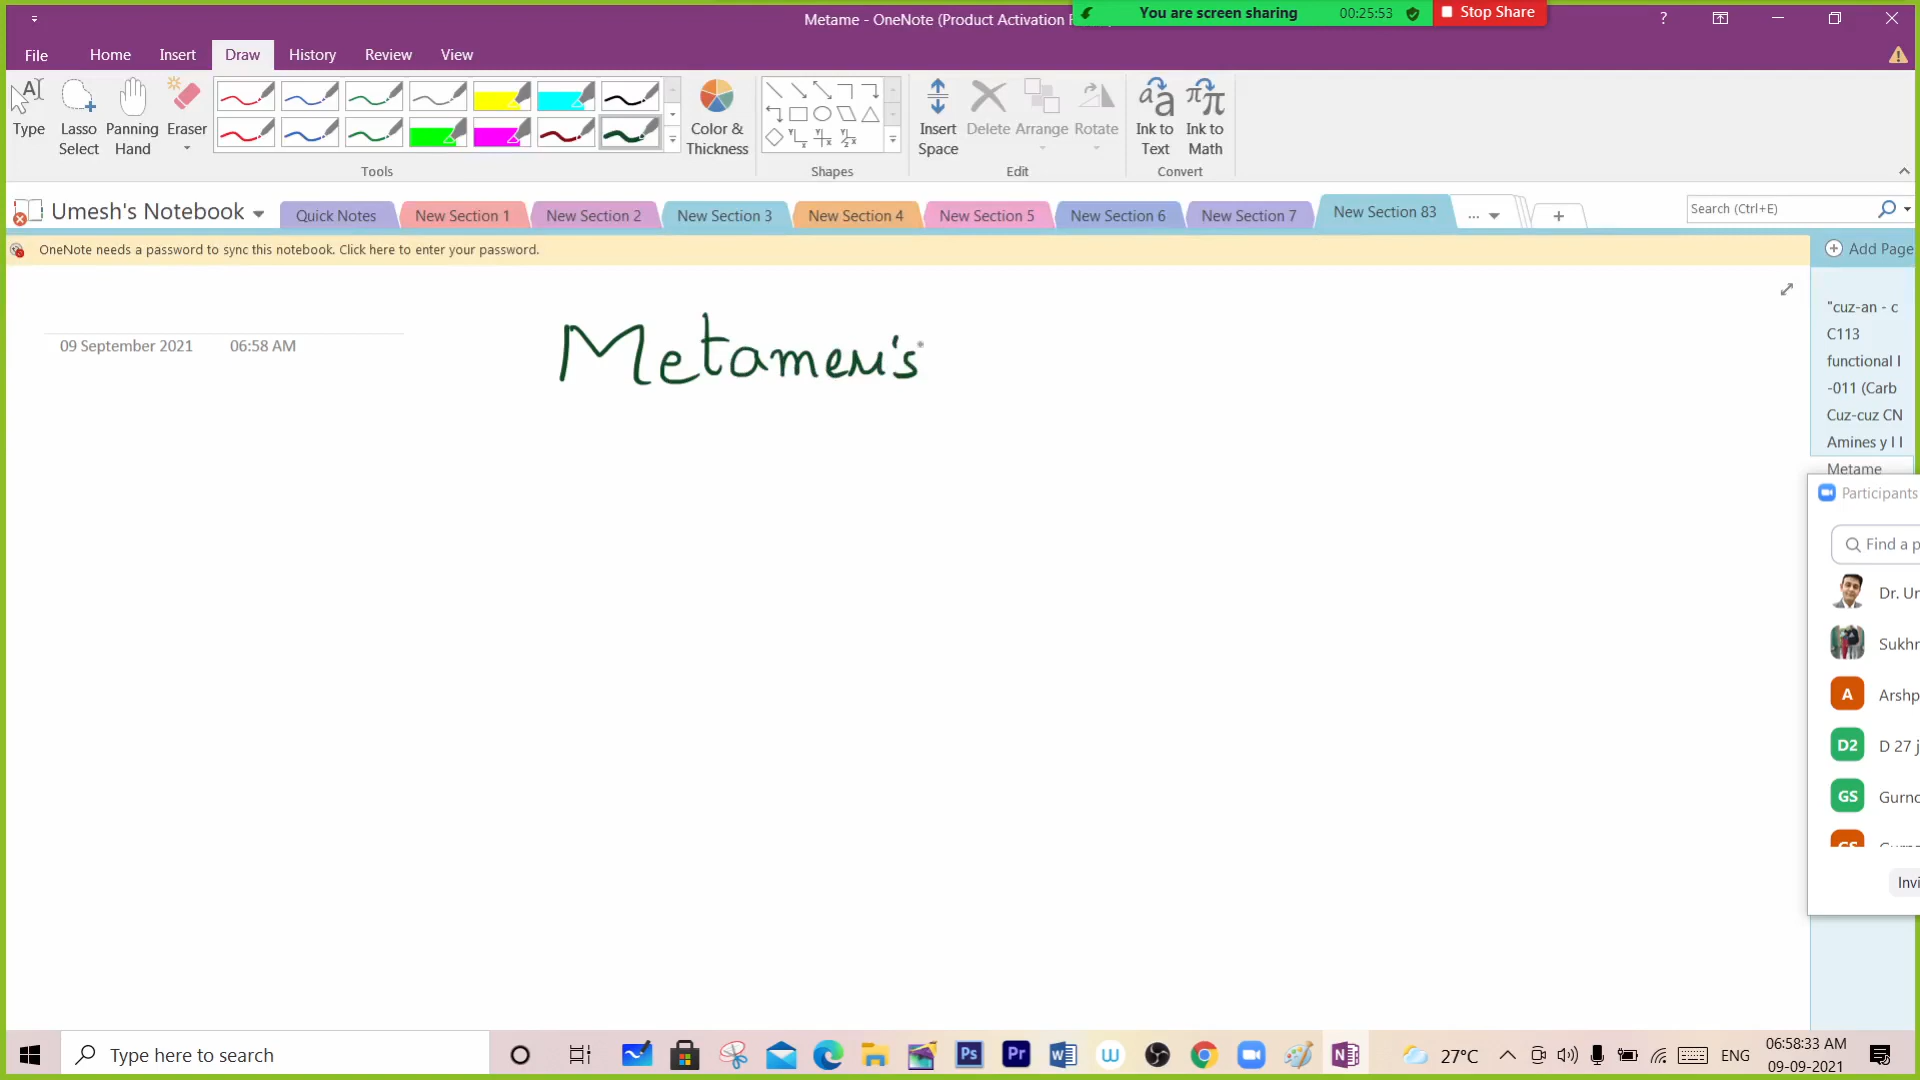 Metame - OneNote (Product Activation F
You are screen sharing 00:25:53 Stop Share
File Home Insert Draw History Review View
Type Lasso Select Panning Hand Eraser Color & Thickness Insert Space Delete Arrange Rotate Ink to Text Ink to Math
Tools Shapes Edit Convert
Umesh's Notebook Quick Notes New Section 1 New Section 2 New Section 3 New Section 4 New Section 5 New Section 6 New Section 7 New Section 83 ... Search (Ctrl+E)
OneNote needs a password to sync this notebook. Click here to enter your password.
Add Page
09 September 2021 06:58 AM
Metameris
"cuz-an - c
C113
functional I
-011 (Carb
Cuz-cuz CN
Amines y I I
Metame
Participants
Find a p
Dr. Ur
Sukhr
A Arshp
D2 D 27 j
GS Gurnc
GS
Invi
Type here to search
Ps Pr W N
27°C ENG 06:58:33 AM
09-09-2021